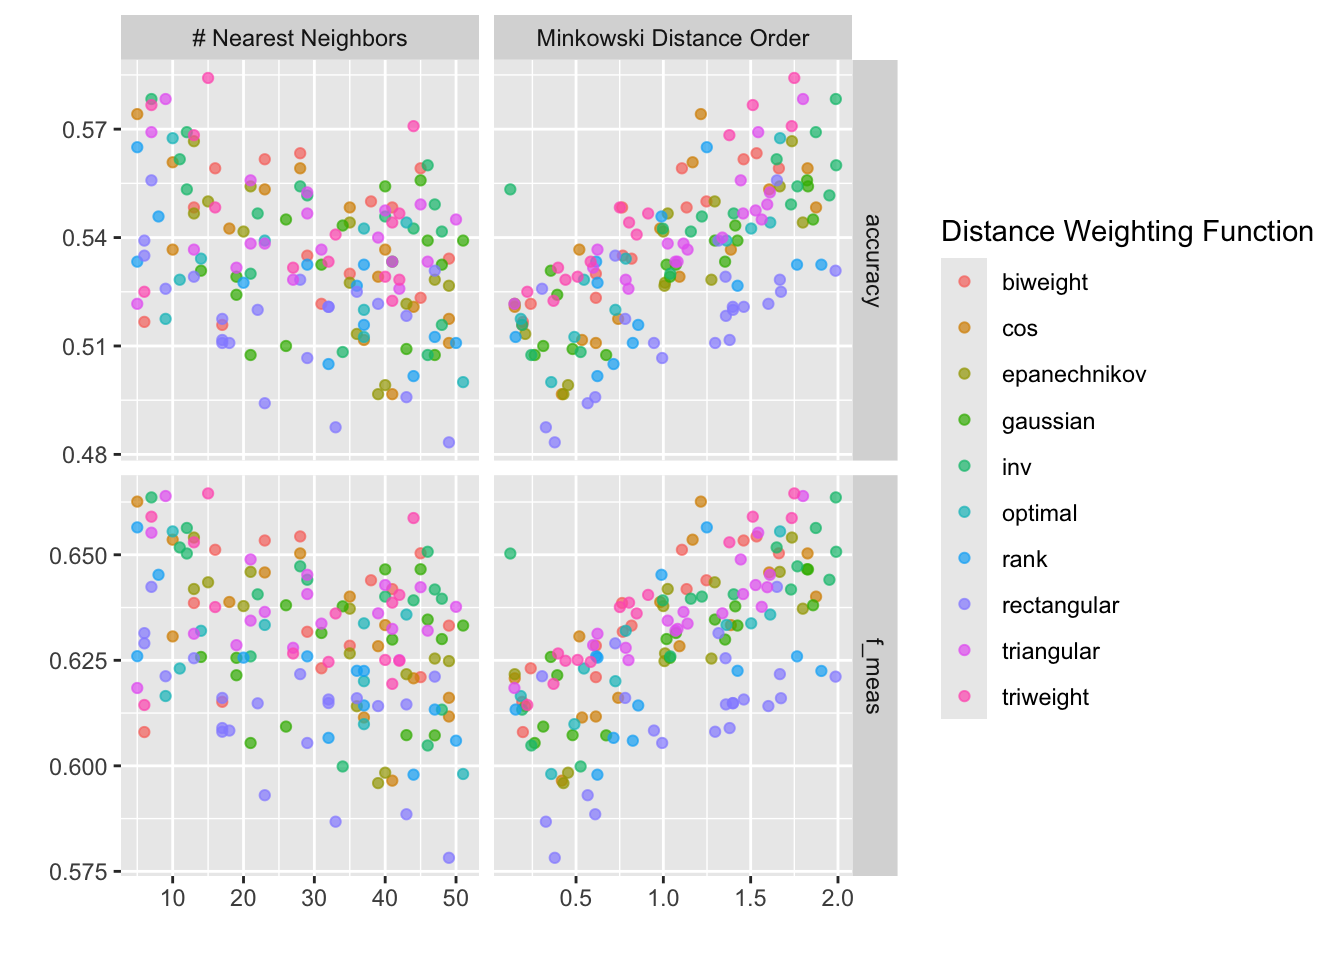 # Nearest Neighbors
Minkowski Distance Order
0.57
0.54
0.51
0.48
accuracy
0.650
0.625
0.600
0.575
f_meas
10 20 30 40 50
0.5 1.0 1.5 2.0
Distance Weighting Function
biweight
cos
epanechnikov
gaussian
inv
optimal
rank
rectangular
triangular
triweight